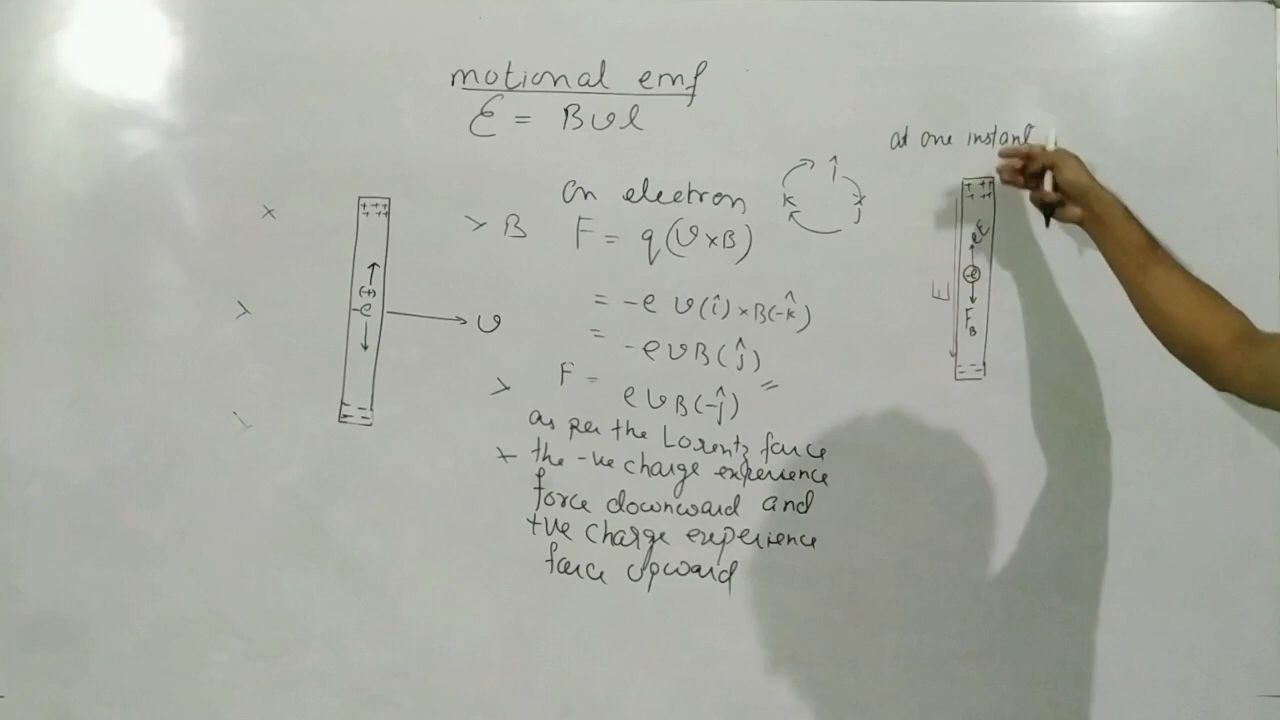 motional emf
ℰ = Bvl
at one instant
on electron
î
k
j
B
F = q(v×B)
= -e v(î)×B(-k̂)
v
= -evB(ĵ)
F = evB(-ĵ)
as per the Lorentz force
the -ve charge experience
force downward and
+ve charge experience
force upward
+ + + +
+
e
- - - -
+ + + +
eE
-e
E
F_B
- - - -